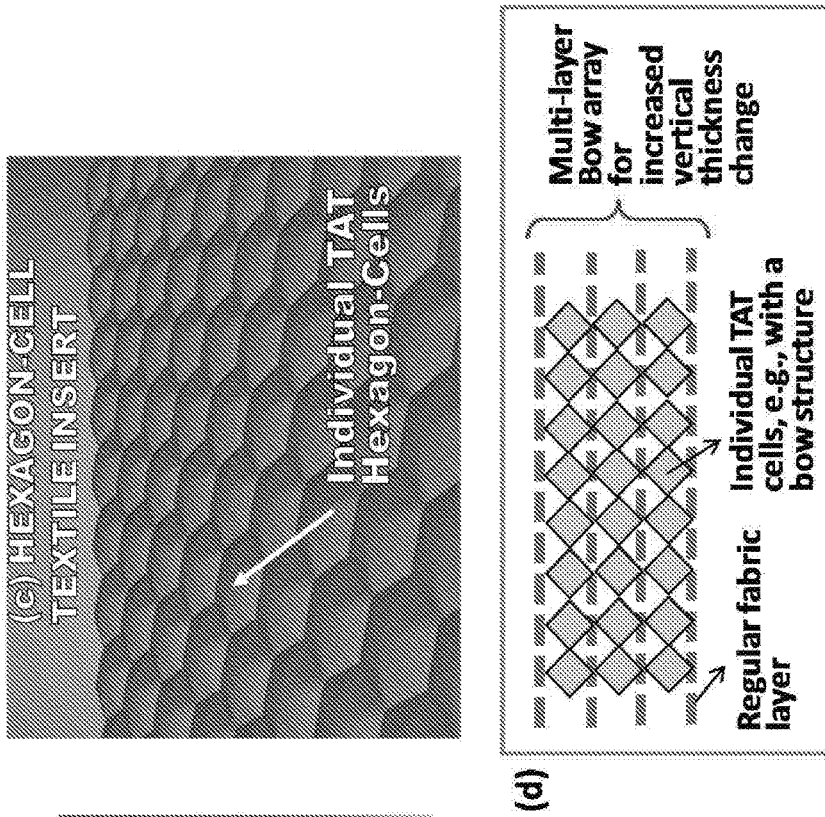 (C) HEXAGON-CELL
TEXTILE INSERT
Individual TAT
Hexagon-Cells
(d)
Multi-layer
Bow array
for
increased
vertical
thickness
change
Regular fabric
layer
Individual TAT
cells, e.g., with a
bow structure